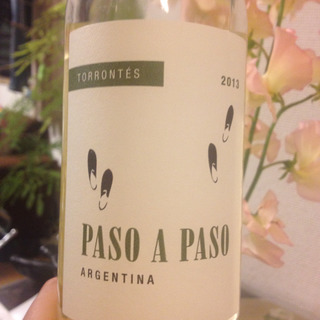 TORRONTÉS
2013
PASO A PASO
ARGENTINA